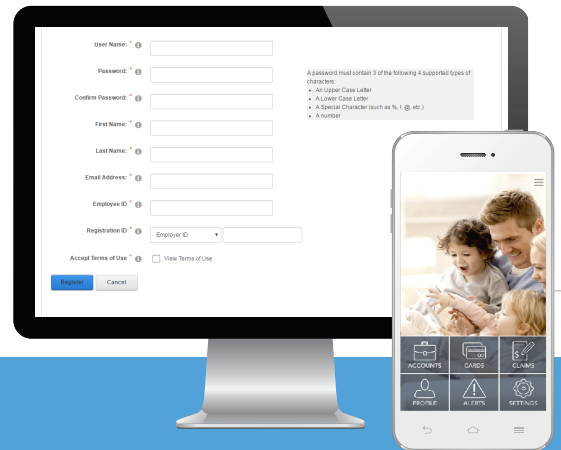 User Name: *
Password: *
A password must contain 3 of the following 4 supported types of
characters:
• An Upper Case Letter
• A Lower Case Letter
• A Special Character (such as %, !, @, etc.)
• A number
Confirm Password: *
First Name: *
Last Name: *
Email Address: *
Employee ID *
Registration ID * Employer ID
Accept Terms of Use * View Terms of Use
Register Cancel
ACCOUNTS CARDS CLAIMS
PROFILE ALERTS SETTINGS